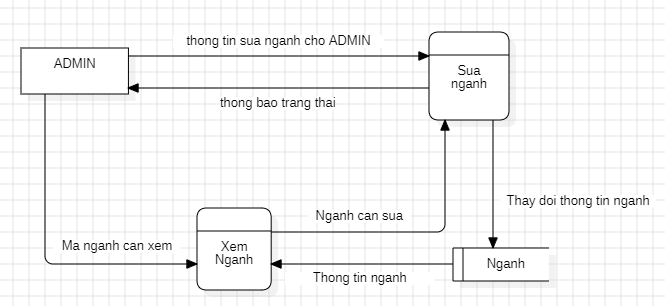 thong tin sua nganh cho ADMIN
ADMIN
Sua
nganh
thong bao trang thai
Thay doi thong tin nganh
Nganh can sua
Ma nganh can xem
Xem
Nganh
Nganh
Thong tin nganh